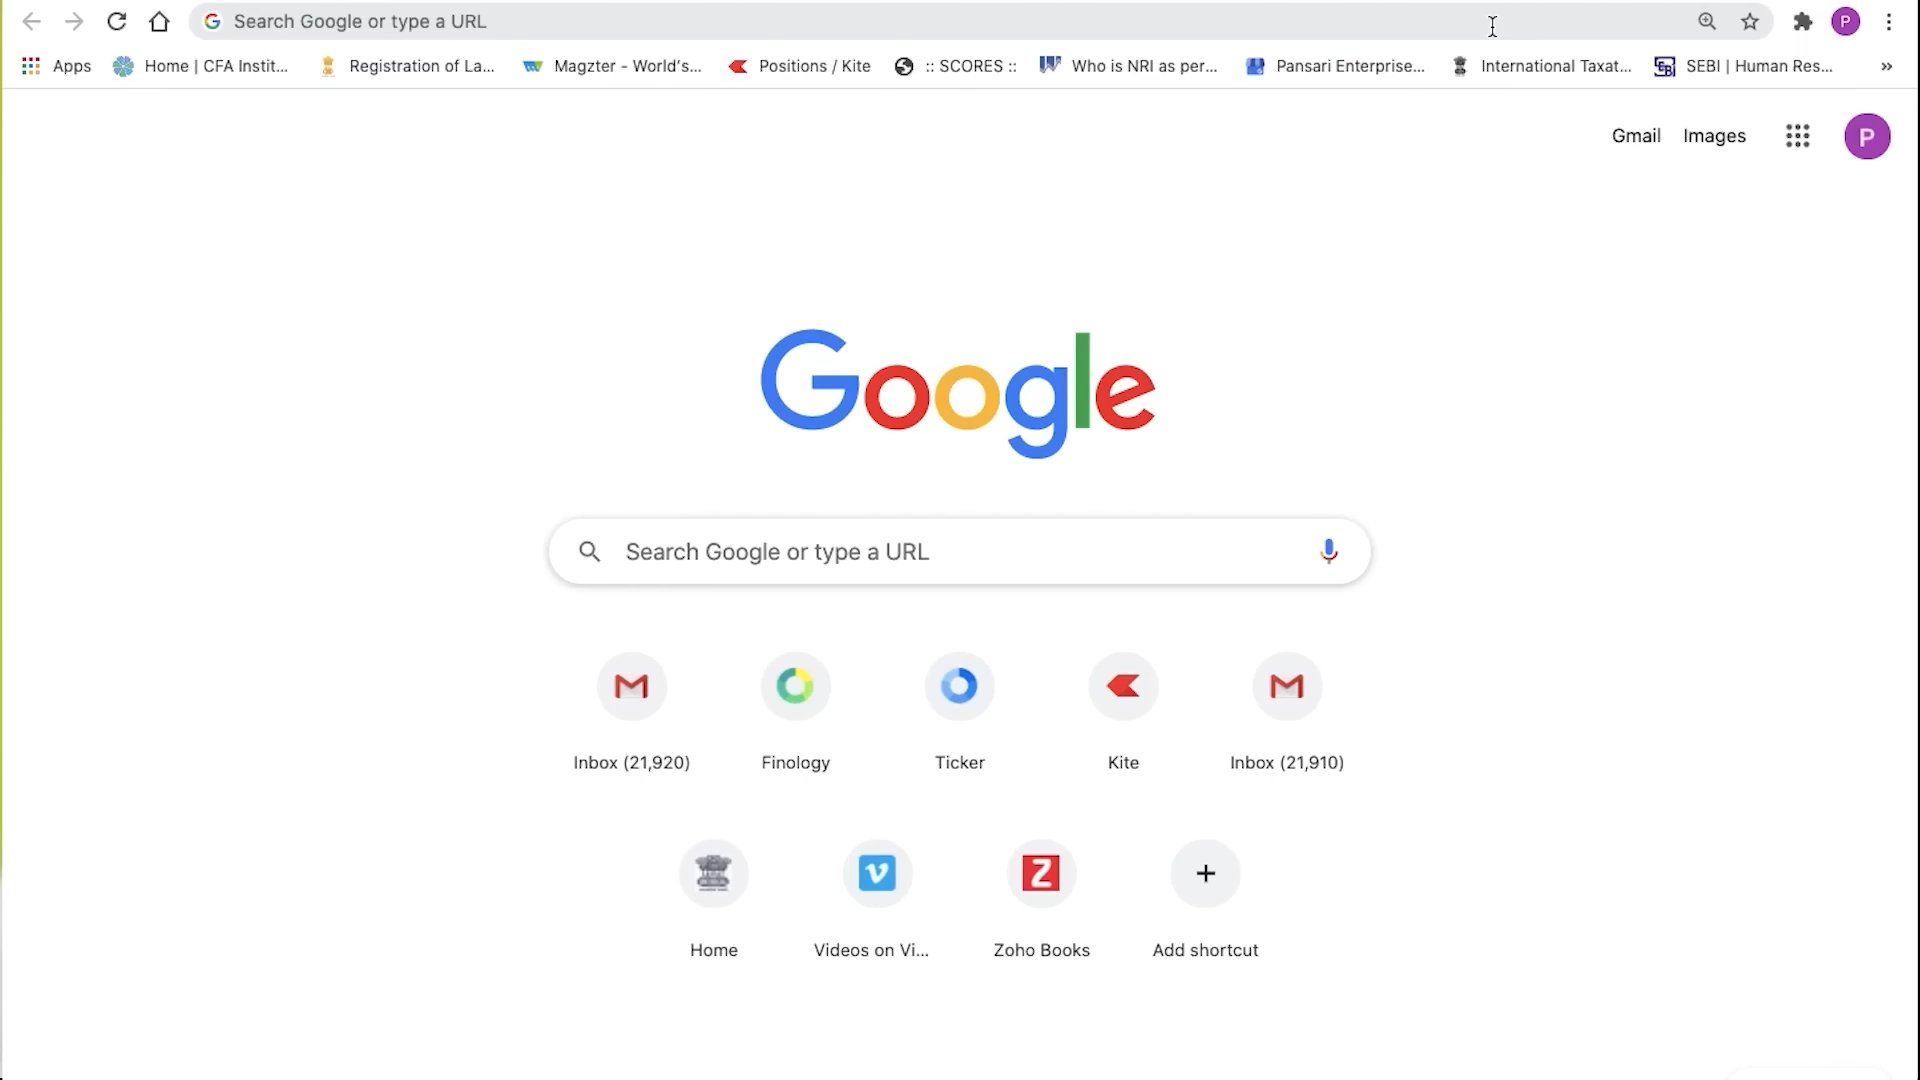 Search Google or type a URL
Apps
Home | CFA Instit...
Registration of La...
Magzter - World's...
Positions / Kite
:: SCORES ::
Who is NRI as per...
Pansari Enterprise...
International Taxat...
SEBI | Human Res...
»
Gmail
Images
P
P
Google
Search Google or type a URL
Inbox (21,920)
Finology
Ticker
Kite
Inbox (21,910)
Home
Videos on Vi...
Zoho Books
Add shortcut